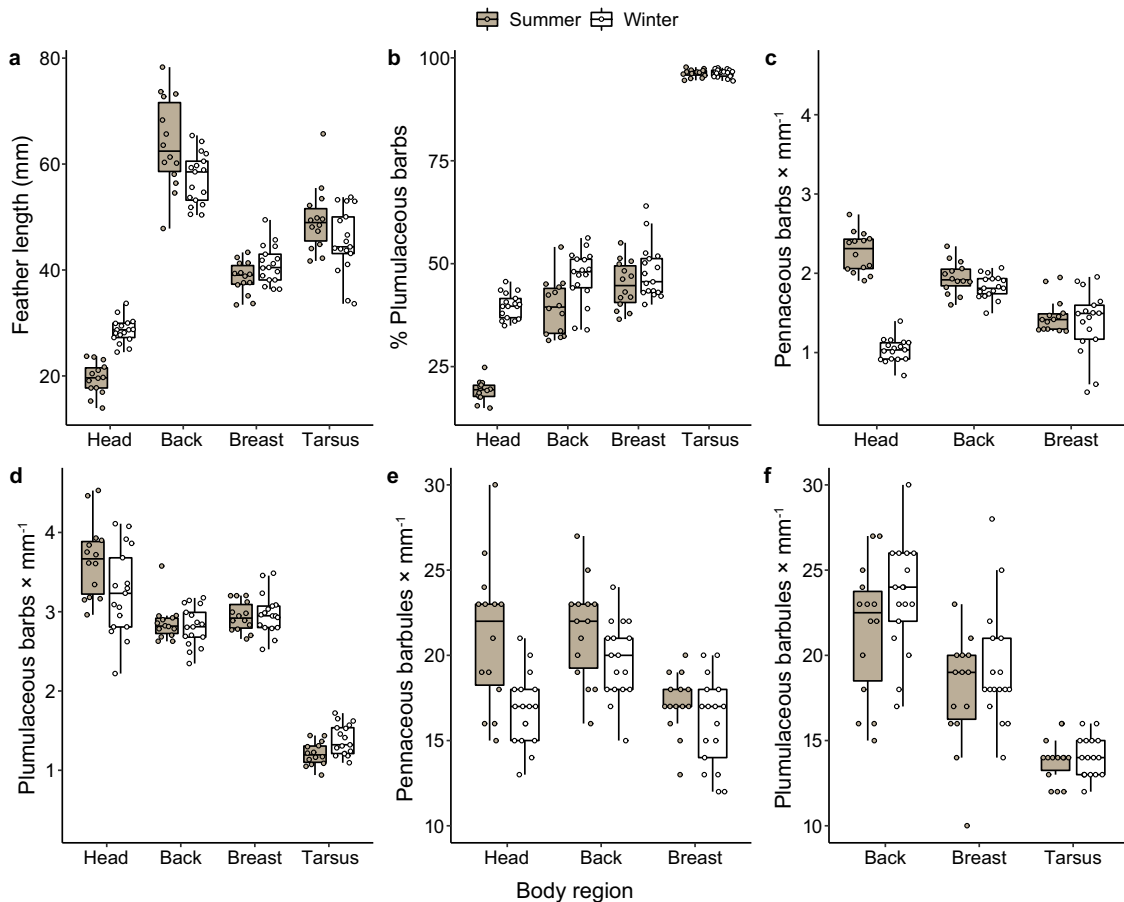 Summer Winter
a
Feather length (mm)
80
60
40
20
Head Back Breast Tarsus
b
% Plumulaceous barbs
100
75
50
25
Head Back Breast Tarsus
c
Pennaceous barbs × mm⁻¹
4
3
2
1
Head Back Breast
d
Plumulaceous barbs × mm⁻¹
4
3
2
1
Head Back Breast Tarsus
e
Pennaceous barbules × mm⁻¹
30
25
20
15
10
Head Back Breast
f
Plumulaceous barbules × mm⁻¹
30
25
20
15
10
Back Breast Tarsus
Body region